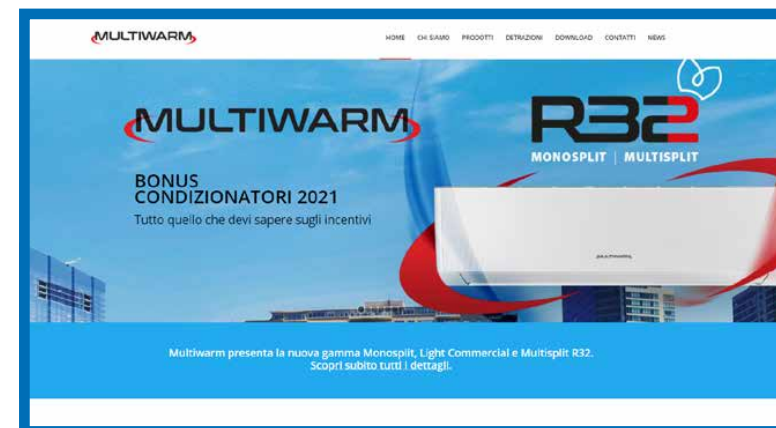 MULTIWARM
HOME CHI SIAMO PRODOTTI DETRAZIONI DOWNLOAD CONTATTI NEWS
MULTIWARM
R32
MONOSPLIT | MULTISPLIT
BONUS
CONDIZIONATORI 2021
Tutto quello che devi sapere sugli incentivi
MULTIWARM
Multiwarm presenta la nuova gamma Monosplit, Light Commercial e Multisplit R32.
Scopri subito tutti i dettagli.